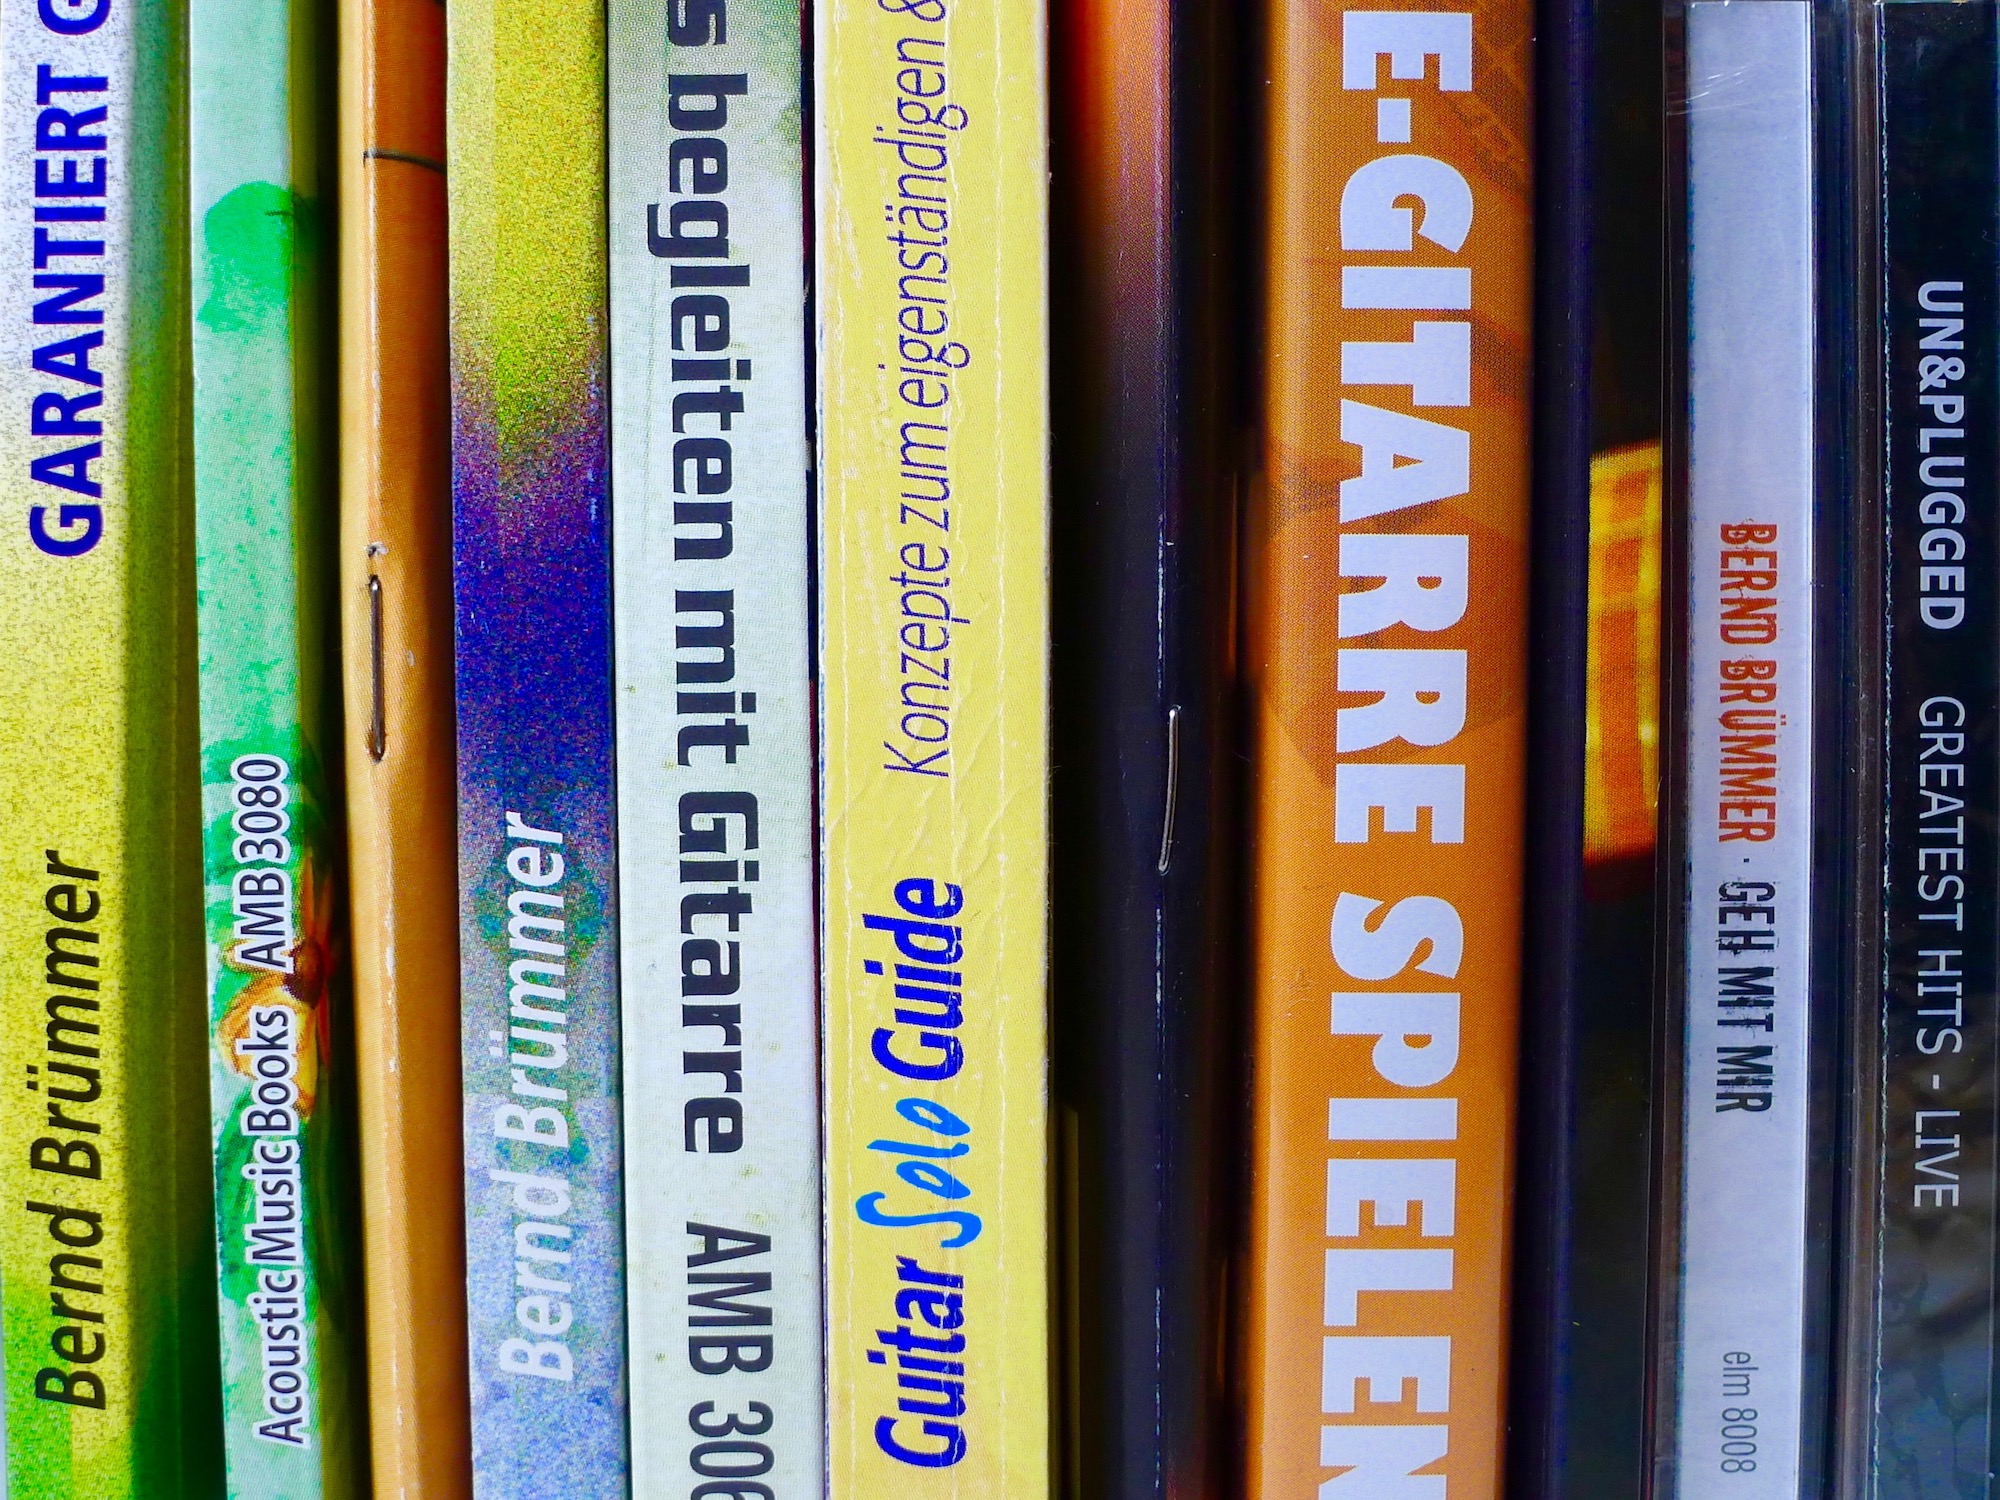 Bernd Brümmer GARANTIERT G
Acoustic Music Books AMB 3080
Bernd Brümmer
s begleiten mit Gitarre AMB 306
Guitar Solo Guide Konzepte zum eigenständigen &
E-GITARRE SPIELEN
BERND BRÜMMER · GEH MIT MIR elm 8008
UN&PLUGGED GREATEST HITS - LIVE